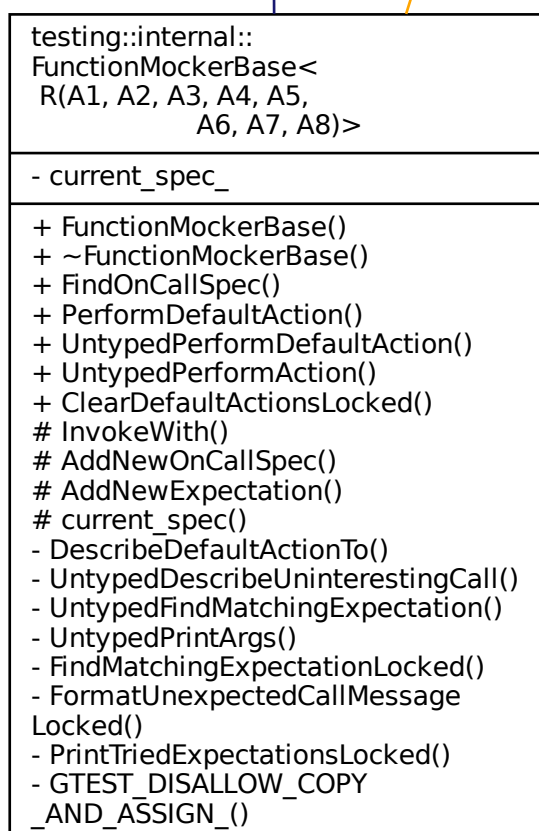 testing::internal::
FunctionMockerBase<
R(A1, A2, A3, A4, A5,
A6, A7, A8)>
- current_spec_
+ FunctionMockerBase()
+ ~FunctionMockerBase()
+ FindOnCallSpec()
+ PerformDefaultAction()
+ UntypedPerformDefaultAction()
+ UntypedPerformAction()
+ ClearDefaultActionsLocked()
# InvokeWith()
# AddNewOnCallSpec()
# AddNewExpectation()
# current_spec()
- DescribeDefaultActionTo()
- UntypedDescribeUninterestingCall()
- UntypedFindMatchingExpectation()
- UntypedPrintArgs()
- FindMatchingExpectationLocked()
- FormatUnexpectedCallMessage
Locked()
- PrintTriedExpectationsLocked()
- GTEST_DISALLOW_COPY
_AND_ASSIGN_()